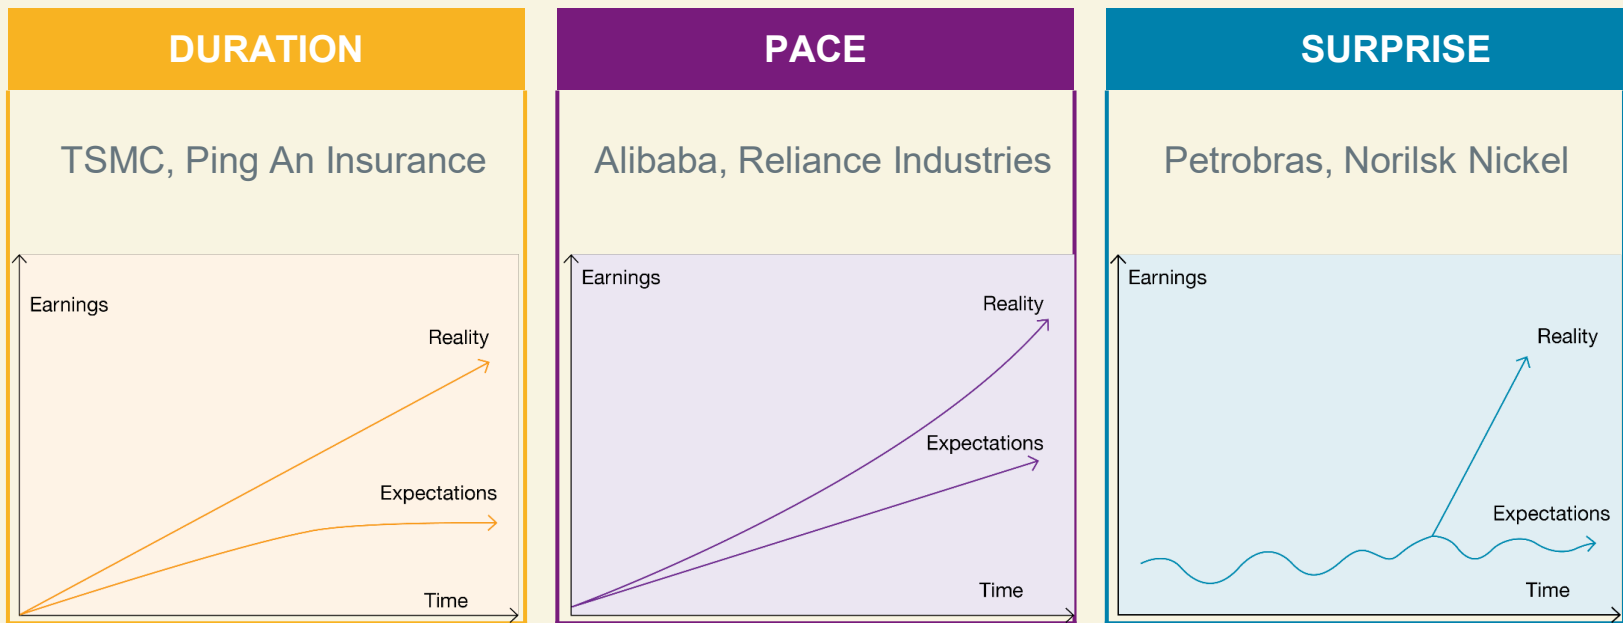 DURATION
TSMC, Ping An Insurance
Earnings
Reality
Expectations
Time
PACE
Alibaba, Reliance Industries
Earnings
Reality
Expectations
Time
SURPRISE
Petrobras, Norilsk Nickel
Earnings
Reality
Expectations
Time